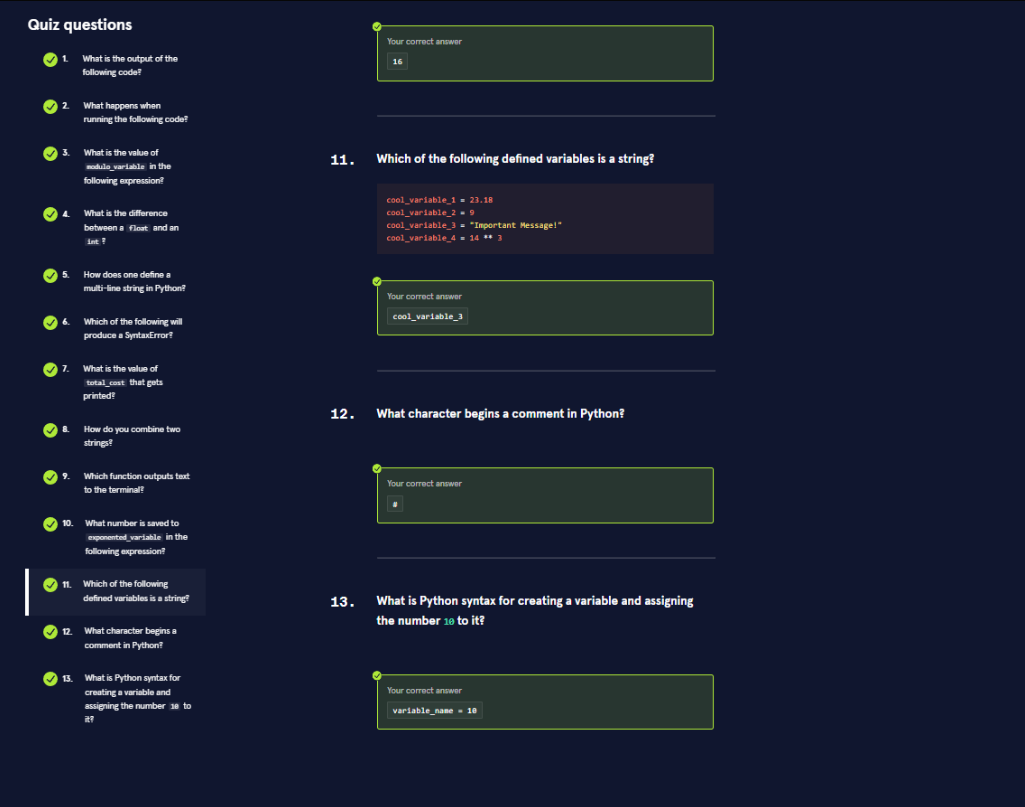 Quiz questions
1. What is the output of the
following code?
2. What happens when
running the following code?
3. What is the value of
modulo_variable in the
following expression?
4. What is the difference
between a float and an
int ?
5. How does one define a
multi-line string in Python?
6. Which of the following will
produce a SyntaxError?
7. What is the value of
total_cost that gets
printed?
8. How do you combine two
strings?
9. Which function outputs text
to the terminal?
10. What number is saved to
exponented_variable in the
following expression?
11. Which of the following
defined variables is a string?
12. What character begins a
comment in Python?
13. What is Python syntax for
creating a variable and
assigning the number 10 to
it?
Your correct answer
16
11. Which of the following defined variables is a string?
cool_variable_1 = 23.18
cool_variable_2 = 9
cool_variable_3 = "Important Message!"
cool_variable_4 = 14 ** 3
Your correct answer
cool_variable_3
12. What character begins a comment in Python?
Your correct answer
#
13. What is Python syntax for creating a variable and assigning
the number 10 to it?
Your correct answer
variable_name = 10